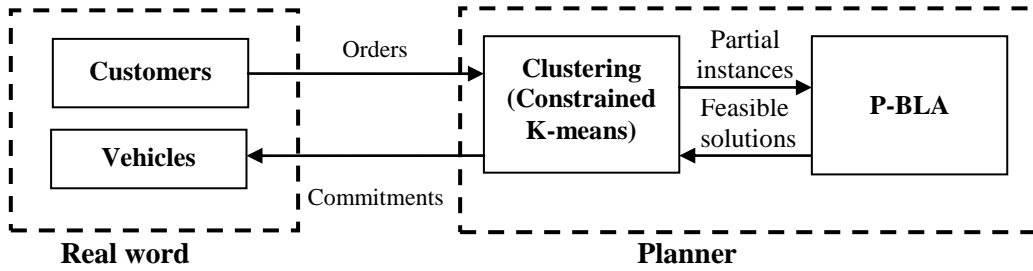 Customers
Orders
Vehicles
Commitments
Clustering
(Constrained
K-means)
Partial
instances
Feasible
solutions
P-BLA
Real word
Planner